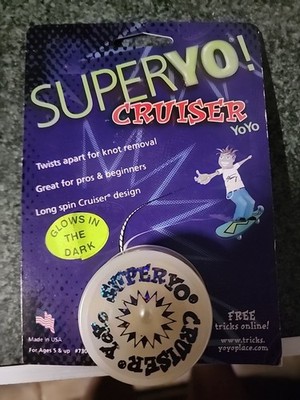 SUPERYO!
CRUISER
YoYo
Twists apart for knot removal
Great for pros & beginners
Long spin Cruiser® design
GLOWS IN
THE
DARK
SUPERYO®
CRUISER®
Made in USA
For Ages 5 & up
FREE
tricks online!
www.tricks.
yoyoplace.com